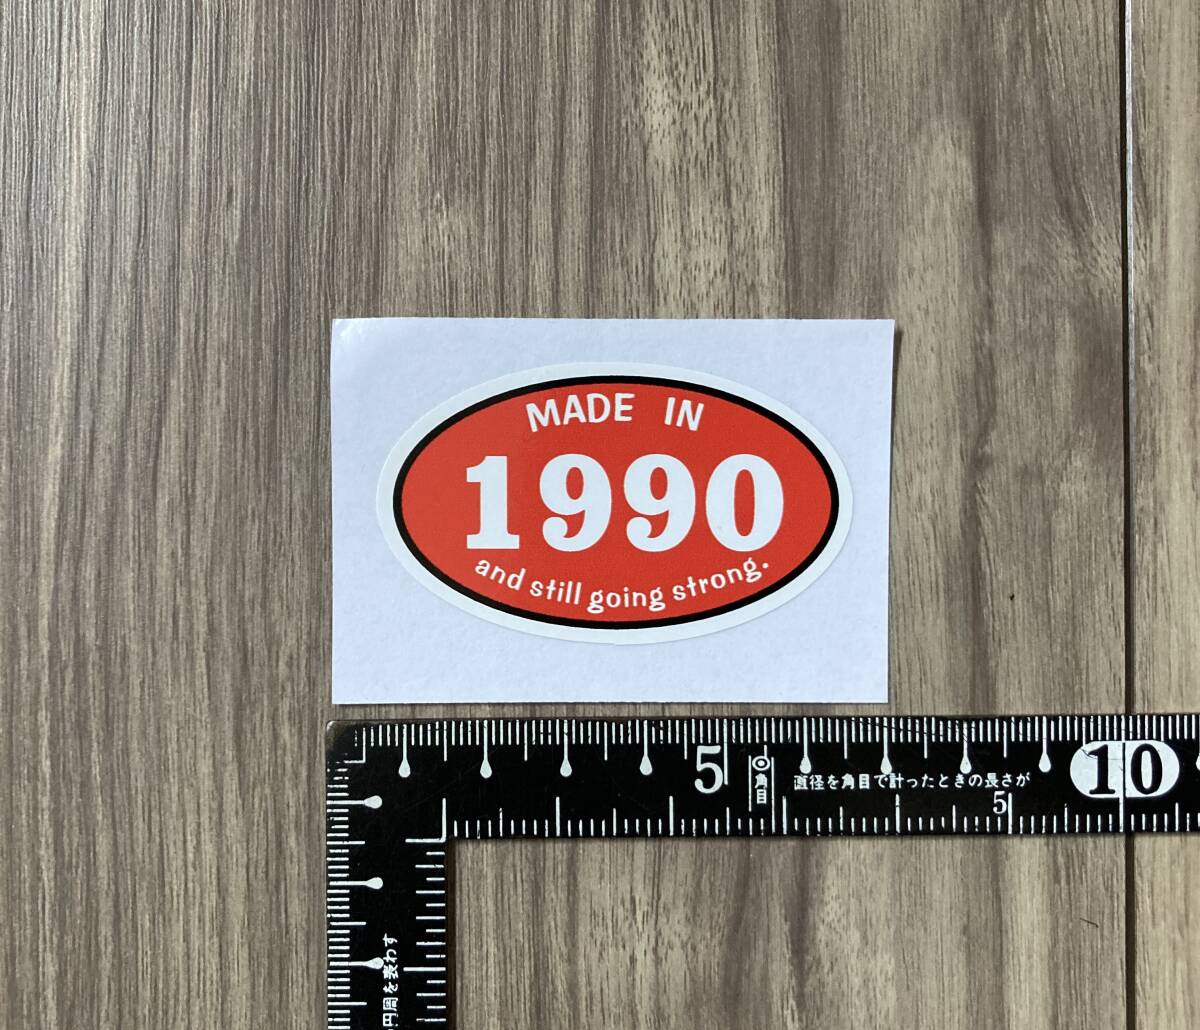 MADE IN
1990
and still going strong.
5
10
角目
直径を角目で計ったときの長さが
5
円周を表わす